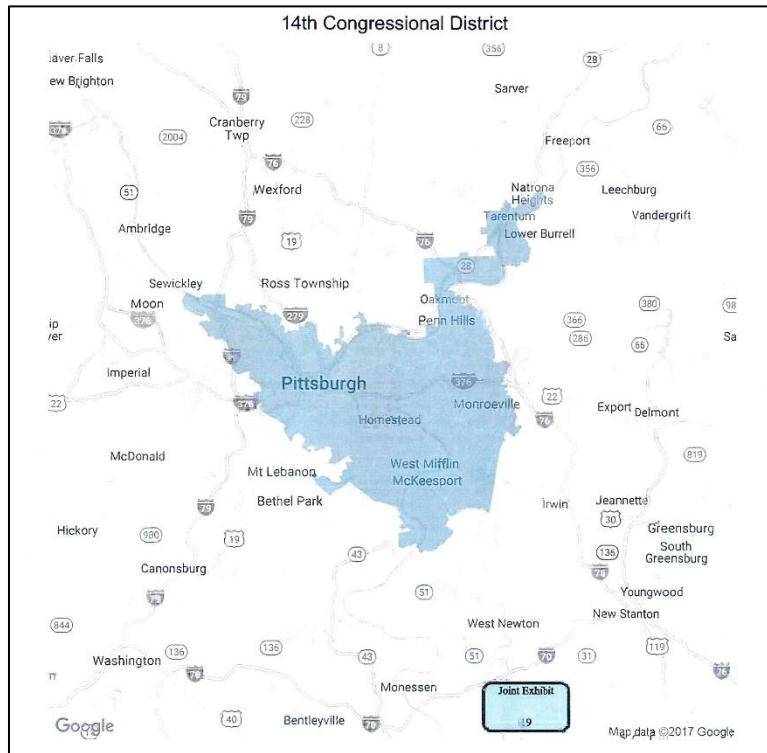 14th Congressional District
8
356
28
Sarver
ew Brighton
79
Cranberry
Twp
228
2004
Freeport
66
376
76
356
Natrona
Heights
Leechburg
51
Wexford
Tarentum
Vandergrift
79
Ambridge
19
76
Lower Burrell
28
Sewickley
Ross Township
Oakmont
Moon
376
279
Penn Hills
380
366
286
66
Imperial
Pittsburgh
376
22
Monroeville
22
76
Export
Delmont
Homestead
819
McDonald
Mt Lebanon
West Mifflin
McKeesport
Bethel Park
Irwin
Jeannette
79
30
Hickory
980
19
Greensburg
43
136
South
Greensburg
Canonsburg
51
Youngwood
844
West Newton
New Stanton
119
136
136
43
51
70
31
Washington
76
Monessen
Joint Exhibit
19
Google
40
Bentleyville
70
Map data ©2017 Google